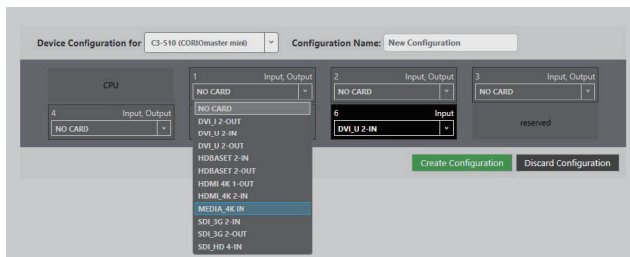 Device Configuration for C3-510 (CORIOmaster mini) Configuration Name: New Configuration
CPU
1 Input, Output
NO CARD
2 Input, Output
NO CARD
3 Input, Output
NO CARD
4 Input, Output
NO CARD
NO CARD
DVI_I 2-OUT
DVI_U 2-IN
DVI_U 2-OUT
HDBASET 2-IN
HDBASET 2-OUT
HDMI 4K 1-OUT
HDMI_4K 2-IN
MEDIA_4K IN
SDI_3G 2-IN
SDI_3G 2-OUT
SDI_HD 4-IN
6 Input
DVI_U 2-IN
reserved
Create Configuration Discard Configuration